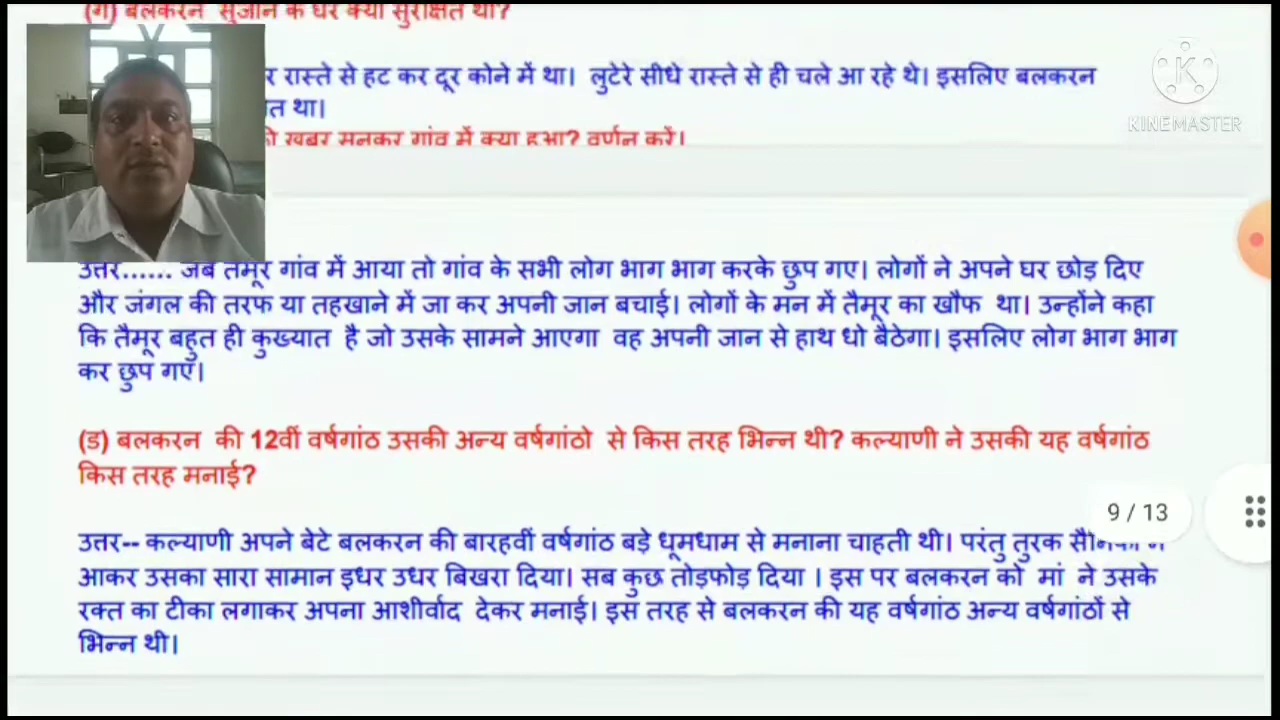 (ग) बलकरन सुजान के घर क्यों सुरक्षित था?
र रास्ते से हट कर दूर कोने में था। लुटेरे सीधे रास्ते से ही चले आ रहे थे। इसलिए बलकरन
त था।
KINEMASTER
खबर सुनकर गांव में क्या हुआ? वर्णन करें।
उत्तर...... जब तैमूर गांव में आया तो गांव के सभी लोग भाग भाग करके छुप गए। लोगों ने अपने घर छोड़ दिए
और जंगल की तरफ या तहखाने में जा कर अपनी जान बचाई। लोगों के मन में तैमूर का खौफ था। उन्होंने कहा
कि तैमूर बहुत ही कुख्यात है जो उसके सामने आएगा वह अपनी जान से हाथ धो बैठेगा। इसलिए लोग भाग भाग
कर छुप गए।
(ड) बलकरन की 12वीं वर्षगांठ उसकी अन्य वर्षगांठो से किस तरह भिन्न थी? कल्याणी ने उसकी यह वर्षगांठ
किस तरह मनाई?
9 / 13
उत्तर-- कल्याणी अपने बेटे बलकरन की बारहवीं वर्षगांठ बड़े धूमधाम से मनाना चाहती थी। परंतु तुरक सैनिकों ने
आकर उसका सारा सामान इधर उधर बिखरा दिया। सब कुछ तोड़फोड़ दिया । इस पर बलकरन को मां ने उसके
रक्त का टीका लगाकर अपना आशीर्वाद देकर मनाई। इस तरह से बलकरन की यह वर्षगांठ अन्य वर्षगांठों से
भिन्न थी।